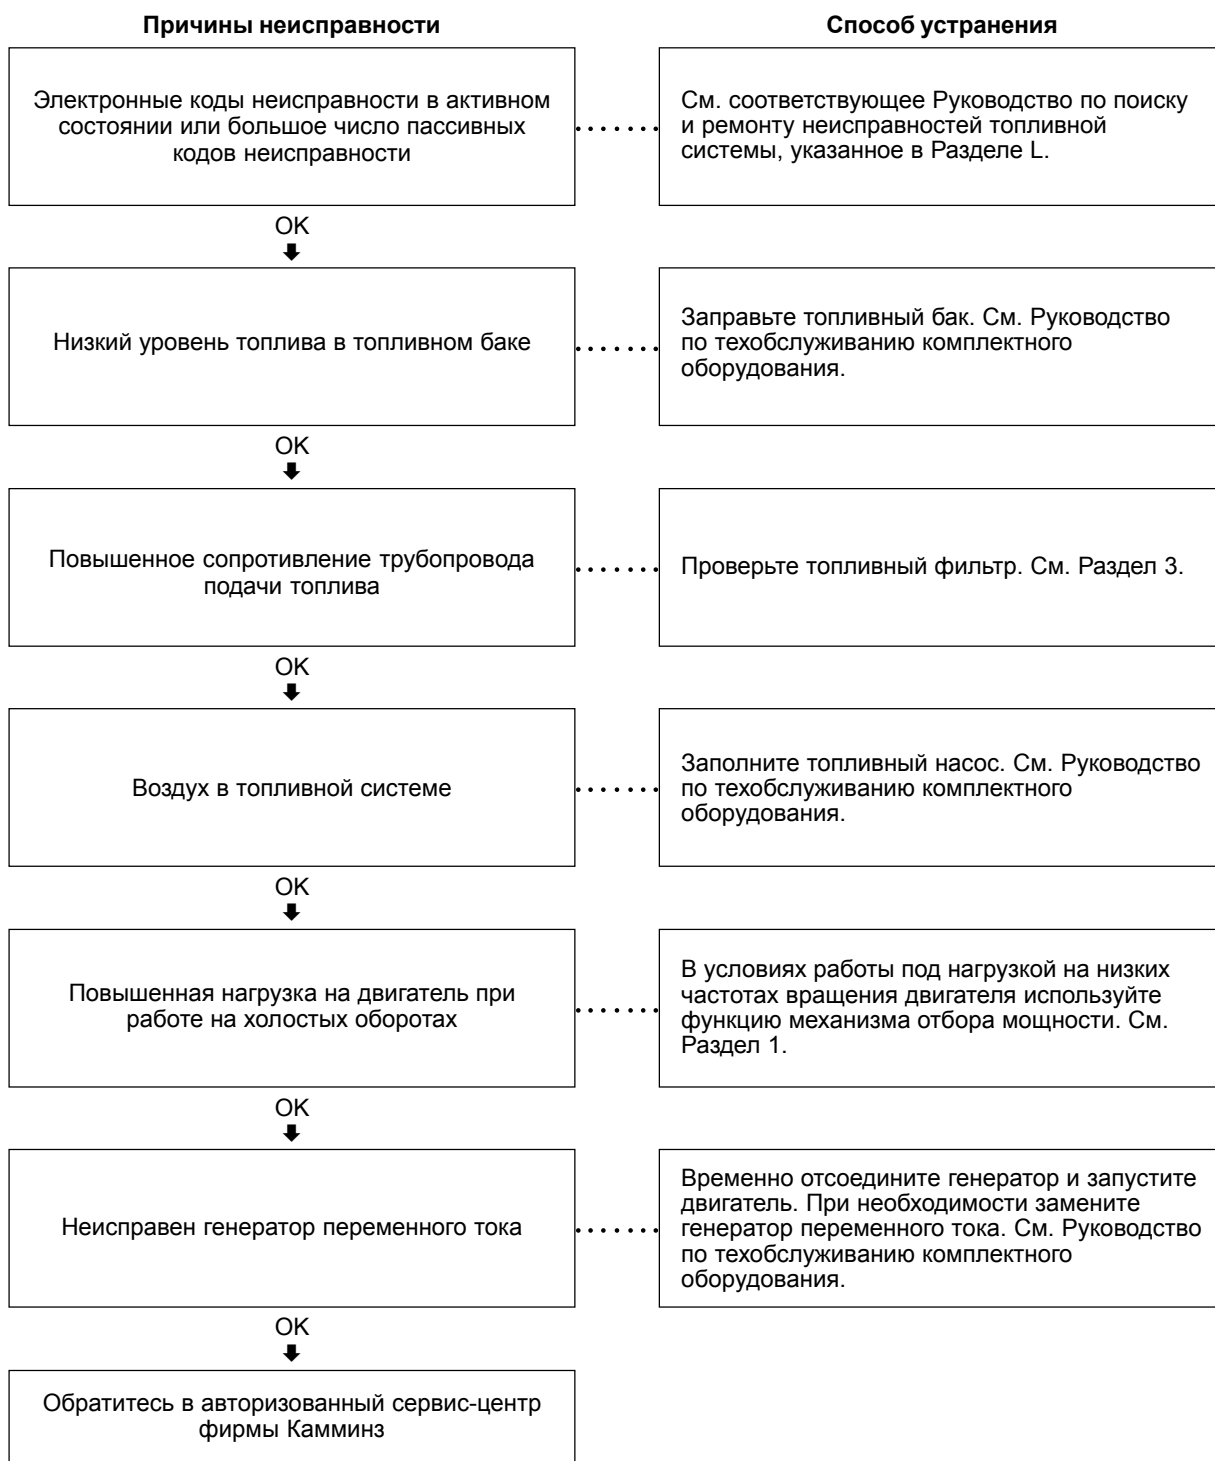 Причины неисправности
Способ устранения
Электронные коды неисправности в активном
состоянии или большое число пассивных
кодов неисправности
См. соответствующее Руководство по поиску
и ремонту неисправностей топливной
системы, указанное в Разделе L.
OK
Низкий уровень топлива в топливном баке
Заправьте топливный бак. См. Руководство
по техобслуживанию комплектного
оборудования.
OK
Повышенное сопротивление трубопровода
подачи топлива
Проверьте топливный фильтр. См. Раздел 3.
OK
Воздух в топливной системе
Заполните топливный насос. См. Руководство
по техобслуживанию комплектного
оборудования.
OK
Повышенная нагрузка на двигатель при
работе на холостых оборотах
В условиях работы под нагрузкой на низких
частотах вращения двигателя используйте
функцию механизма отбора мощности. См.
Раздел 1.
OK
Неисправен генератор переменного тока
Временно отсоедините генератор и запустите
двигатель. При необходимости замените
генератор переменного тока. См. Руководство
по техобслуживанию комплектного
оборудования.
OK
Обратитесь в авторизованный сервис-центр
фирмы Камминз